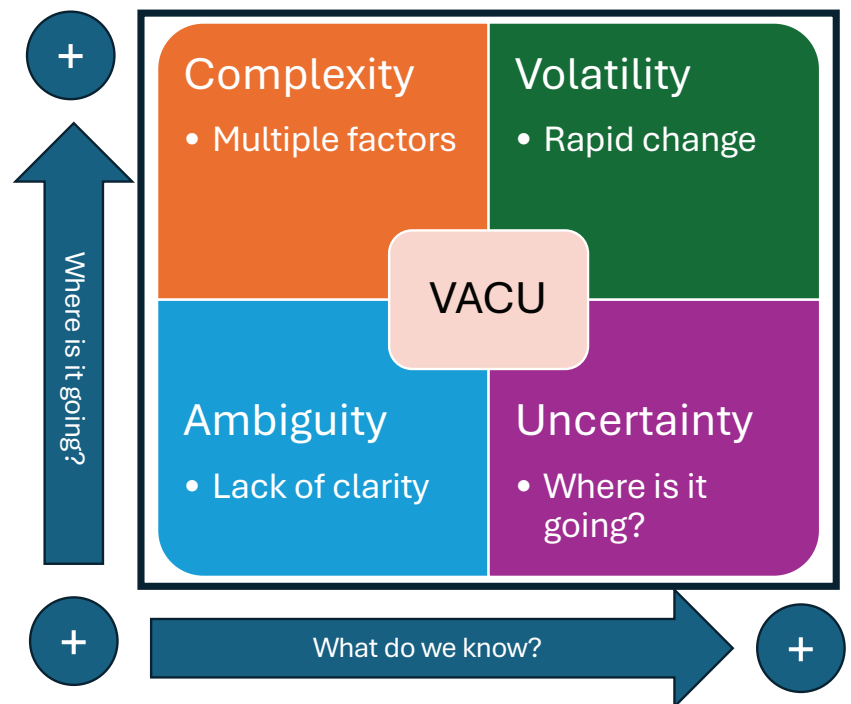 +
Complexity
• Multiple factors
Volatility
• Rapid change
Where is it going?
VACU
Ambiguity
• Lack of clarity
Uncertainty
• Where is it
going?
+
What do we know?
+